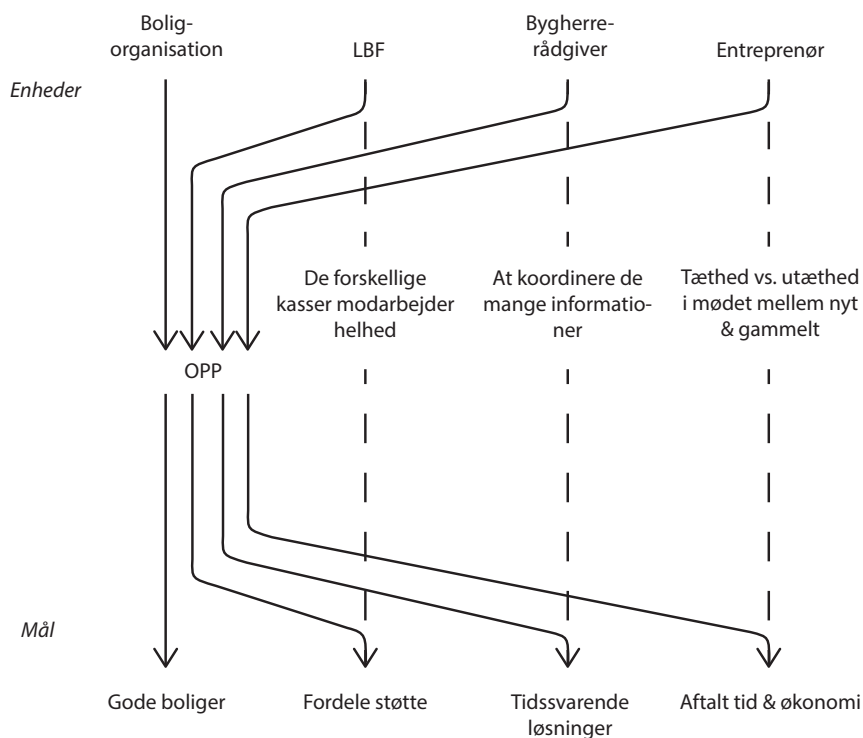 Bolig-
organisation
LBF
Bygherre-
rådgiver
Entreprenør
Enheder
De forskellige
kasser modarbejder
helhed
At koordinere de
mange informatio-
ner
Tæthed vs. utæthed
i mødet mellem nyt
& gammelt
OPP
Mål
Gode boliger
Fordele støtte
Tidssvarende
løsninger
Aftalt tid & økonomi